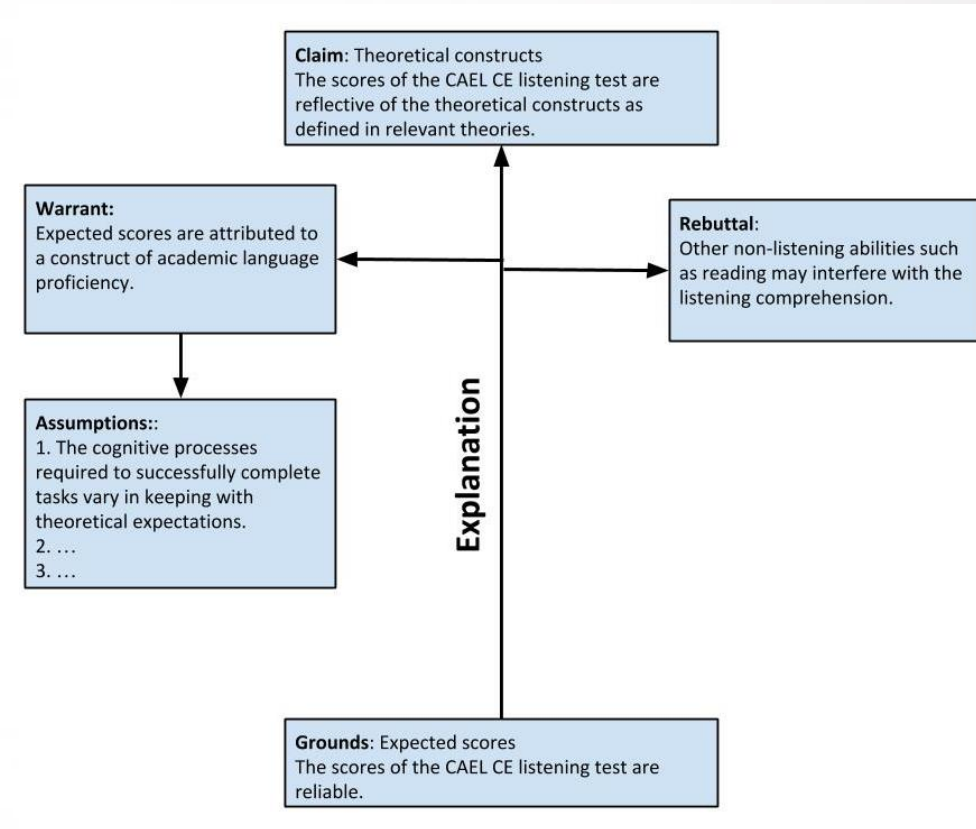 Claim: Theoretical constructs
The scores of the CAEL CE listening test are
reflective of the theoretical constructs as
defined in relevant theories.
Warrant:
Expected scores are attributed to
a construct of academic language
proficiency.
Rebuttal:
Other non-listening abilities such
as reading may interfere with the
listening comprehension.
Assumptions::
1. The cognitive processes
required to successfully complete
tasks vary in keeping with
theoretical expectations.
2. ...
3. ...
Explanation
Grounds: Expected scores
The scores of the CAEL CE listening test are
reliable.